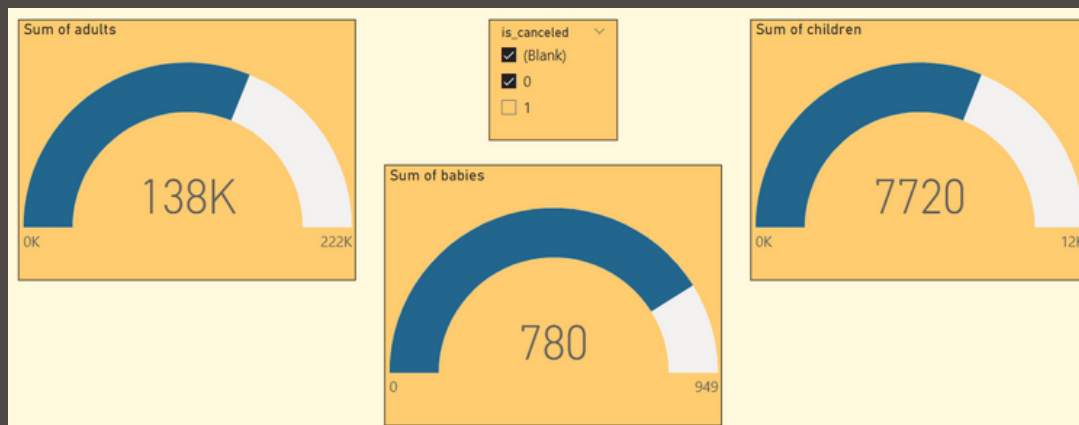 Sum of adults
138K
0K
222K
is_canceled
(Blank)
0
1
Sum of children
7720
0K
12K
Sum of babies
780
0
949